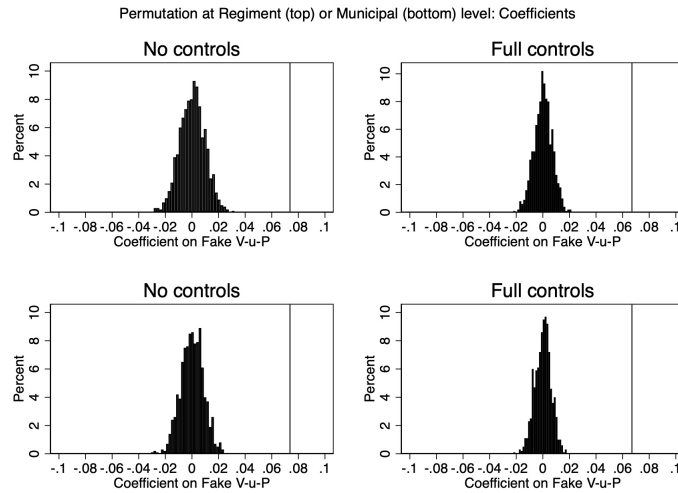 Permutation at Regiment (top) or Municipal (bottom) level: Coefficients
No controls
Full controls
Percent
10
8
6
4
2
0
-.1 -.08 -.06 -.04 -.02 0 .02 .04 .06 .08 .1
Coefficient on Fake V-u-P
Percent
10
8
6
4
2
0
-.1 -.08 -.06 -.04 -.02 0 .02 .04 .06 .08 .1
Coefficient on Fake V-u-P
No controls
Full controls
Percent
10
8
6
4
2
0
-.1 -.08 -.06 -.04 -.02 0 .02 .04 .06 .08 .1
Coefficient on Fake V-u-P
Percent
10
8
6
4
2
0
-.1 -.08 -.06 -.04 -.02 0 .02 .04 .06 .08 .1
Coefficient on Fake V-u-P